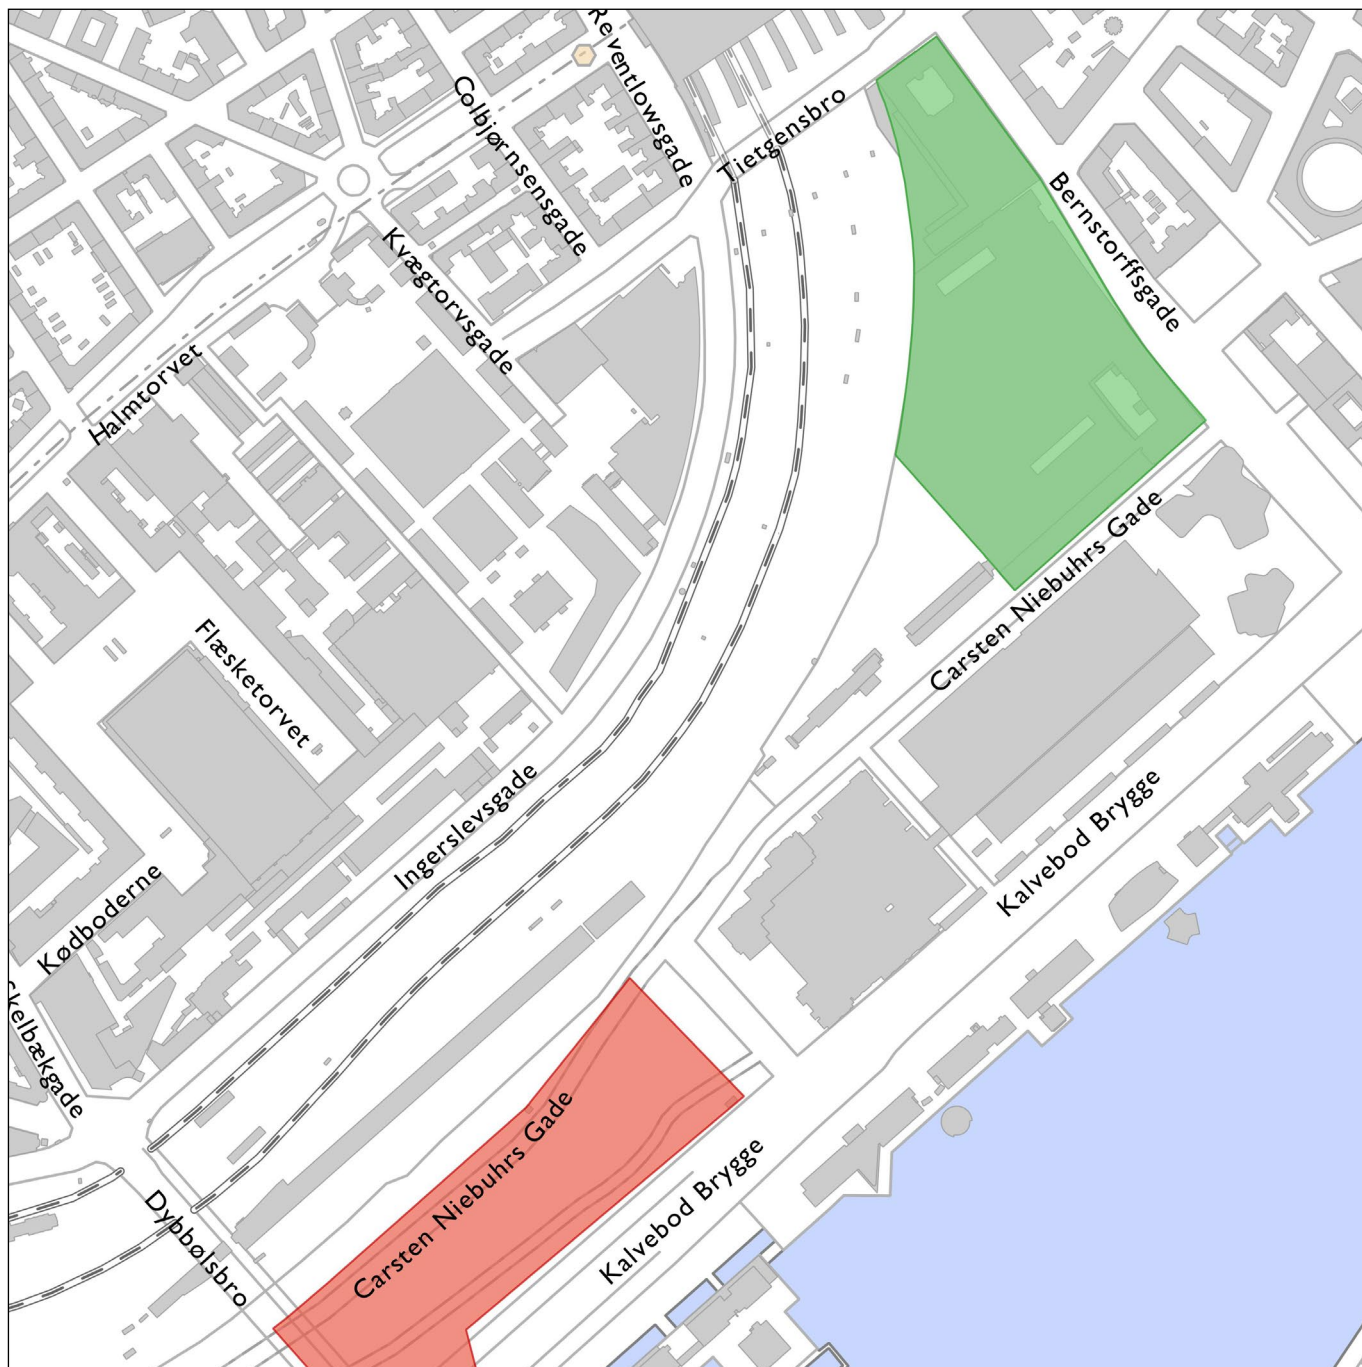 Reventlowsgade
Colbjørnsensgade
Tietgensbro
Bernstorffsgade
Kvægtorvsgade
Halmtorvet
Carsten Niebuhrs Gade
Flæsketorvet
Ingerslevsgade
Kalvebod Brygge
Kødboderne
Skelbækgade
Carsten Niebuhrs Gade
Kalvebod Brygge
Dybbølsbro